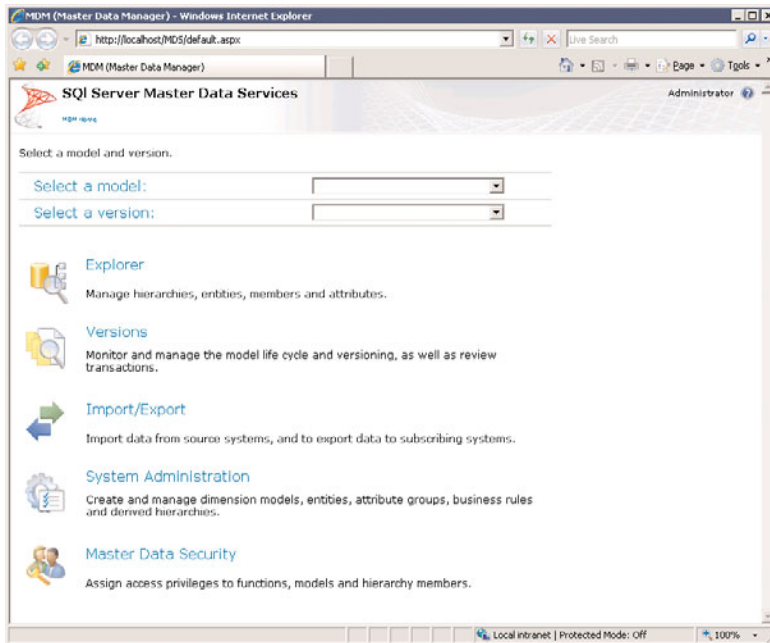 MDM (Master Data Manager) - Windows Internet Explorer
http://localhost/MDS/default.aspx
Live Search
MDM (Master Data Manager)
Page
Tools
SQl Server Master Data Services
Administrator
MDM Home
Select a model and version.
Select a model:
Select a version:
Explorer
Manage hierarchies, entities, members and attributes.
Versions
Monitor and manage the model life cycle and versioning, as well as review
transactions.
Import/Export
Import data from source systems, and to export data to subscribing systems.
System Administration
Create and manage dimension models, entities, attribute groups, business rules
and derived hierarchies.
Master Data Security
Assign access privileges to functions, models and hierarchy members.
Local intranet | Protected Mode: Off
100%